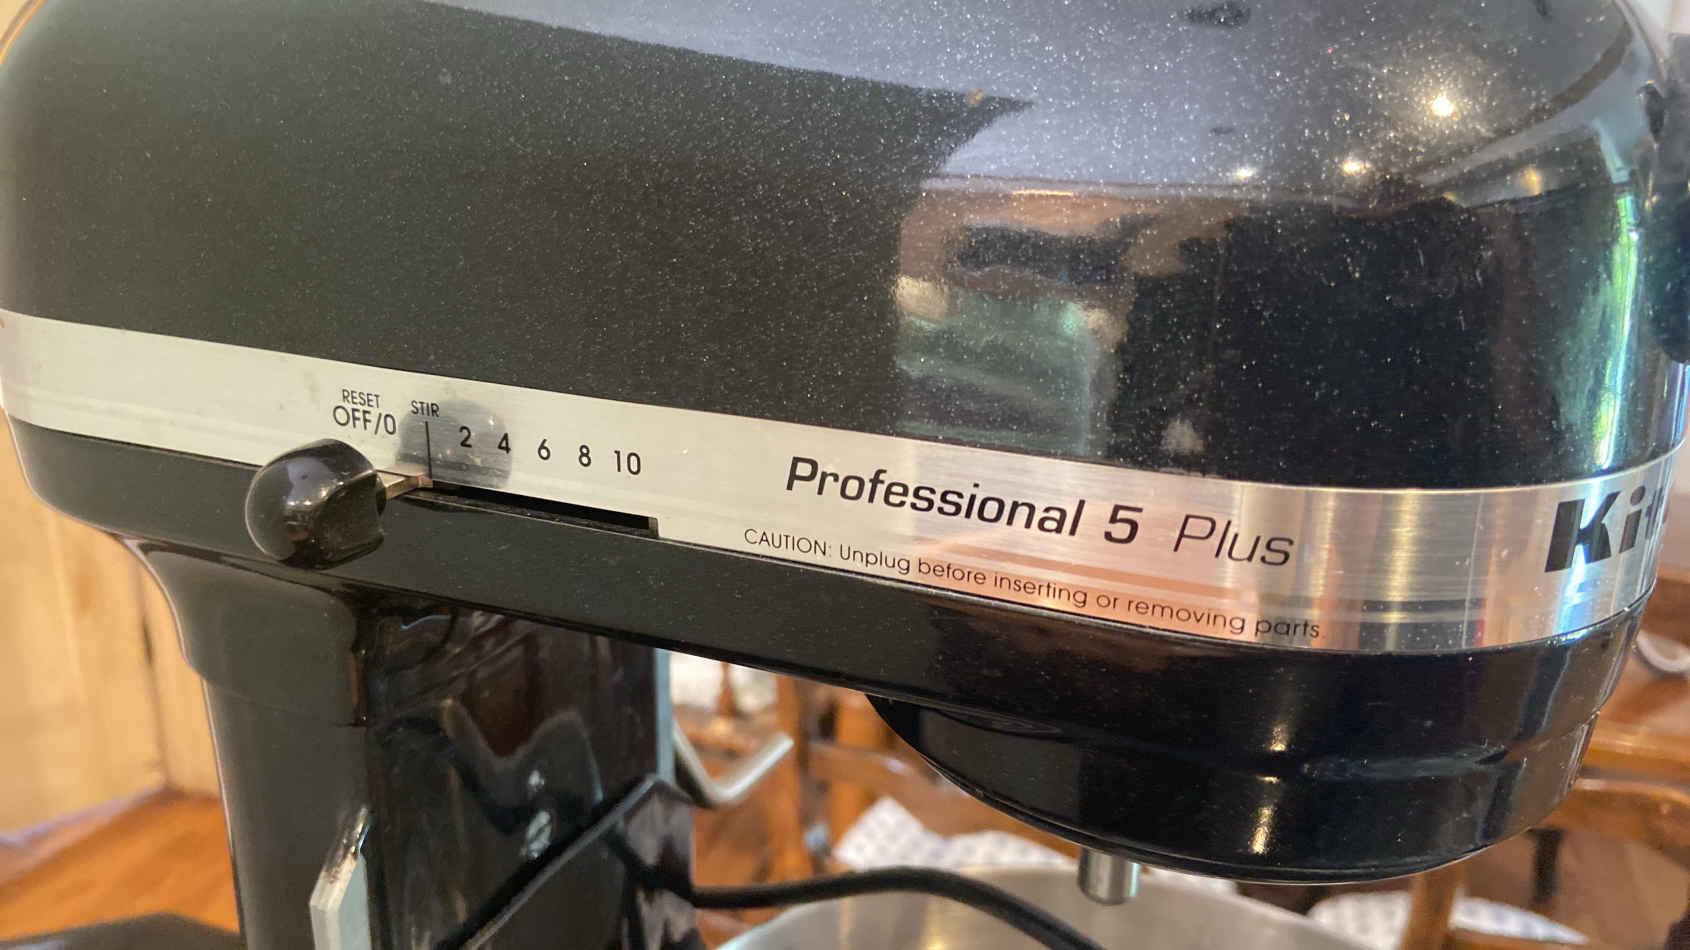 RESET
OFF/0
STIR
2 4 6 8 10
Professional 5 Plus
CAUTION: Unplug before inserting or removing parts.
Kit